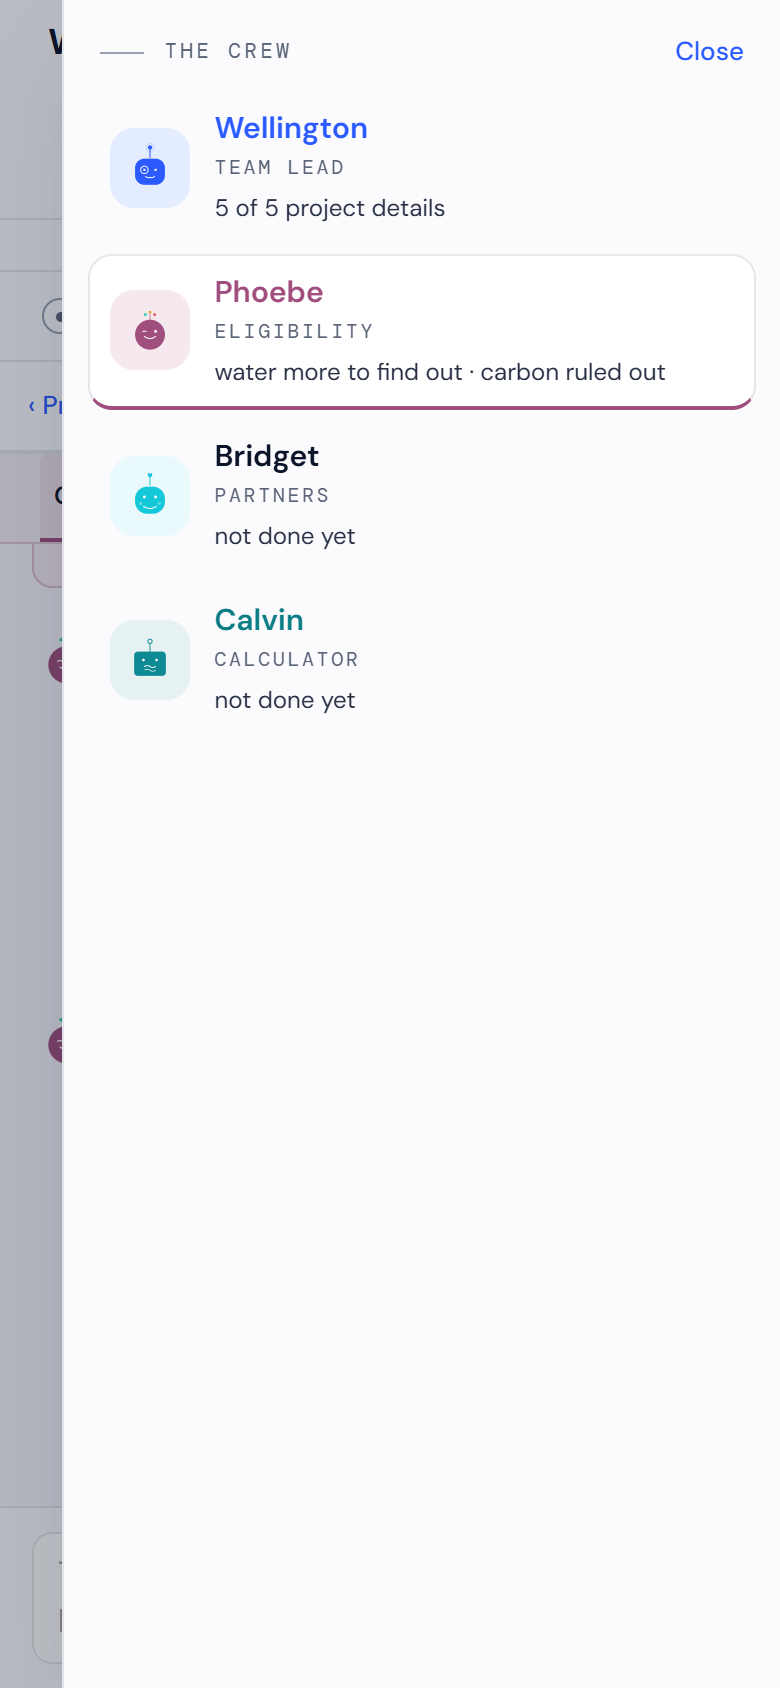 THE CREW
Close
Wellington
TEAM LEAD
5 of 5 project details
Phoebe
ELIGIBILITY
water more to find out · carbon ruled out
‹ Pr
Bridget
PARTNERS
not done yet
Calvin
CALCULATOR
not done yet